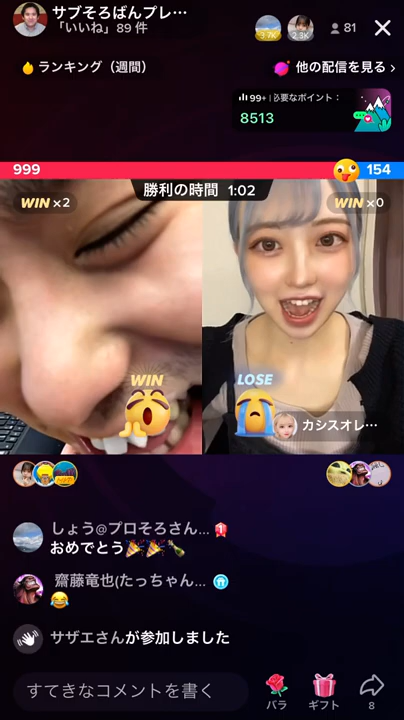 サブそろばんプレ…
「いいね」89 件
3.7K
2.3K
81
ランキング（週間）
他の配信を見る
99+
必要なポイント：
8513
999
154
勝利の時間 1:02
WIN ×2
WIN ×0
WIN
LOSE
カシスオレ…
しょう@プロそろさん…
1
おめでとう
齋藤竜也(たっちゃん…
サザエさんが参加しました
すてきなコメントを書く
バラ
ギフト
8